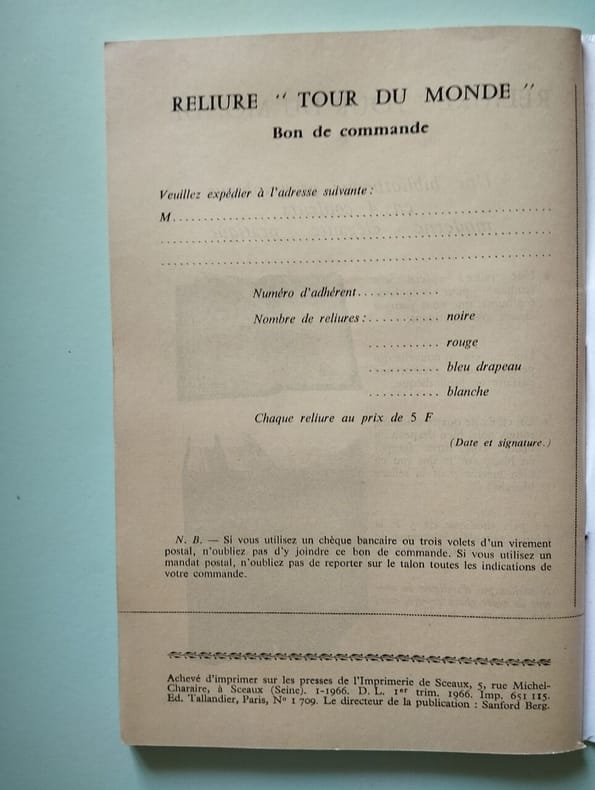 RELIURE " TOUR DU MONDE "
Bon de commande
Veuillez expédier à l'adresse suivante :
M..........................................................
..........................................................
..........................................................
Numéro d'adhérent.............
Nombre de reliures :........... noire
........... rouge
........... bleu drapeau
........... blanche
Chaque reliure au prix de 5 F
(Date et signature.)
N. B. — Si vous utilisez un chèque bancaire ou trois volets d'un virement
postal, n'oubliez pas d'y joindre ce bon de commande. Si vous utilisez un
mandat postal, n'oubliez pas de reporter sur le talon toutes les indications de
votre commande.
Achevé d'imprimer sur les presses de l'Imprimerie de Sceaux, 5, rue Michel-
Charaire, à Sceaux (Seine). 1-1966. D. L. 1er trim. 1966. Imp. 651 115.
Ed. Tallandier, Paris, N° 1 709. Le directeur de la publication : Sanford Berg.